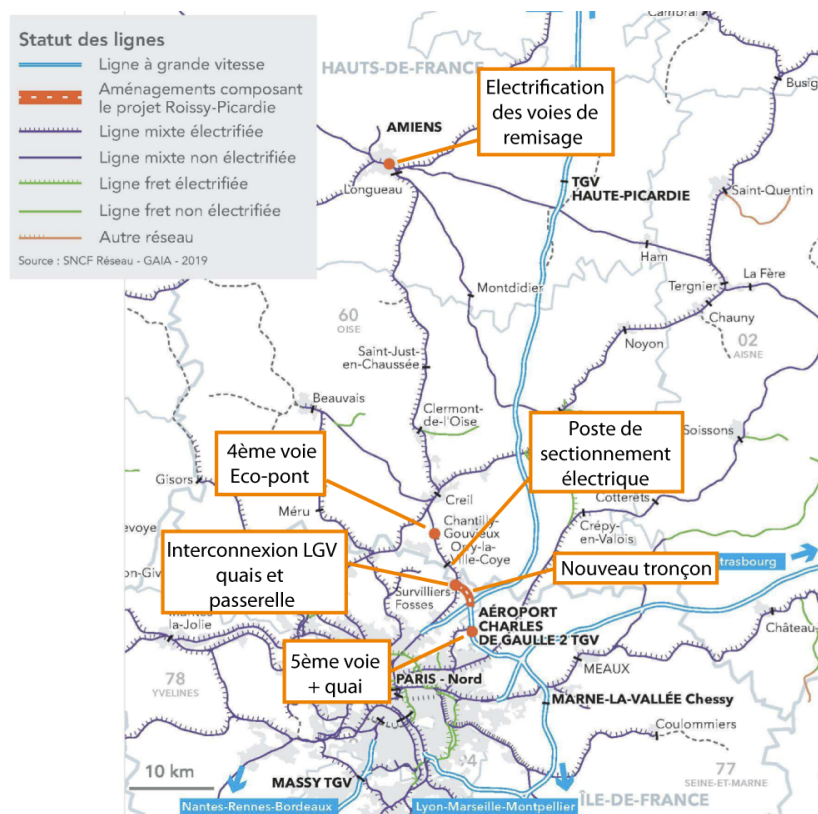 Statut des lignes
Ligne à grande vitesse
Aménagements composant
le projet Roissy-Picardie
Ligne mixte électrifiée
Ligne mixte non électrifiée
Ligne fret électrifiée
Ligne fret non électrifiée
Autre réseau
Source : SNCF Réseau - GAIA - 2019
Cambrai
HAUTS-DE-FRANCE
Busig
Electrification
des voies de
remisage
AMIENS
Longueau
TGV
HAUTE-PICARDIE
Saint-Quentin
Ham
Tergnier
La Fère
Montdidier
Chauny
60
OISE
Noyon
02
AISNE
Saint-Just-
en-Chaussée
Beauvais
Clermont-
de-l'Oise
Poste de
sectionnement
électrique
Soissons
4ème voie
Eco-pont
Gisors
Creil
Méru
Cotterêts
Chantilly-
Gouvieux
Orry-la-
Ville-Coye
Crépy-
en-Valois
evoye
Interconnexion LGV
quais et
passerelle
Nouveau tronçon
trasbourg
on-Giv
Survilliers
Fosses
AÉROPORT
CHARLES
DE GAULLE 2 TGV
la-Jolie
Château
5ème voie
+ quai
78
YVELINES
PARIS - Nord
MEAUX
MARNE-LA-VALLÉE Chessy
Coulommiers
10 km
MASSY TGV
77
SEINE-ET-MARNE
Nantes-Rennes-Bordeaux
Lyon-Marseille-Montpellier
ÎLE-DE-FRANCE